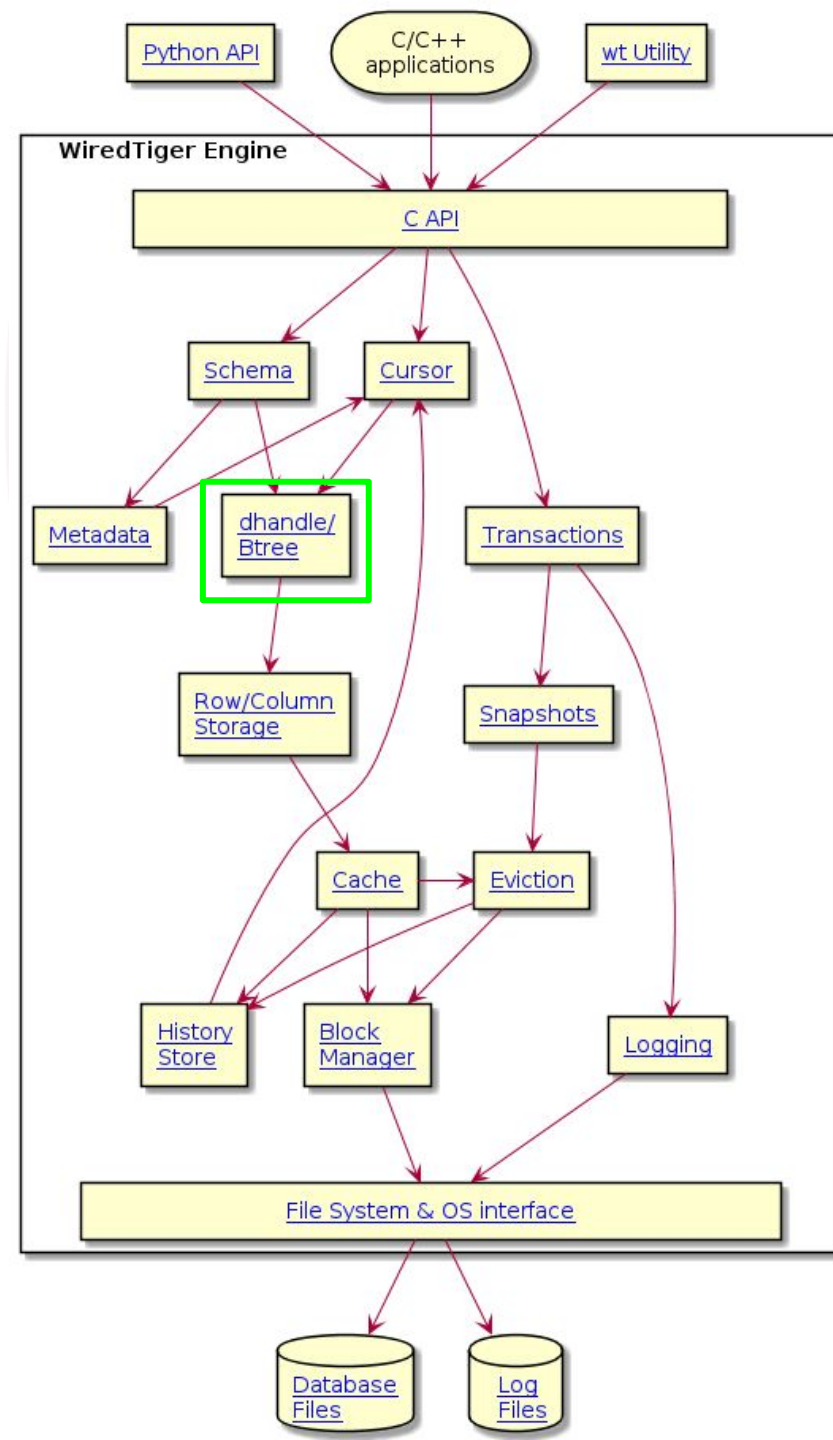 Python API
C/C++
applications
wt Utility
WiredTiger Engine
C API
Schema
Cursor
Metadata
dhandle/
Btree
Transactions
Row/Column
Storage
Snapshots
Cache
Eviction
History
Store
Block
Manager
Logging
File System & OS interface
Database
Files
Log
Files